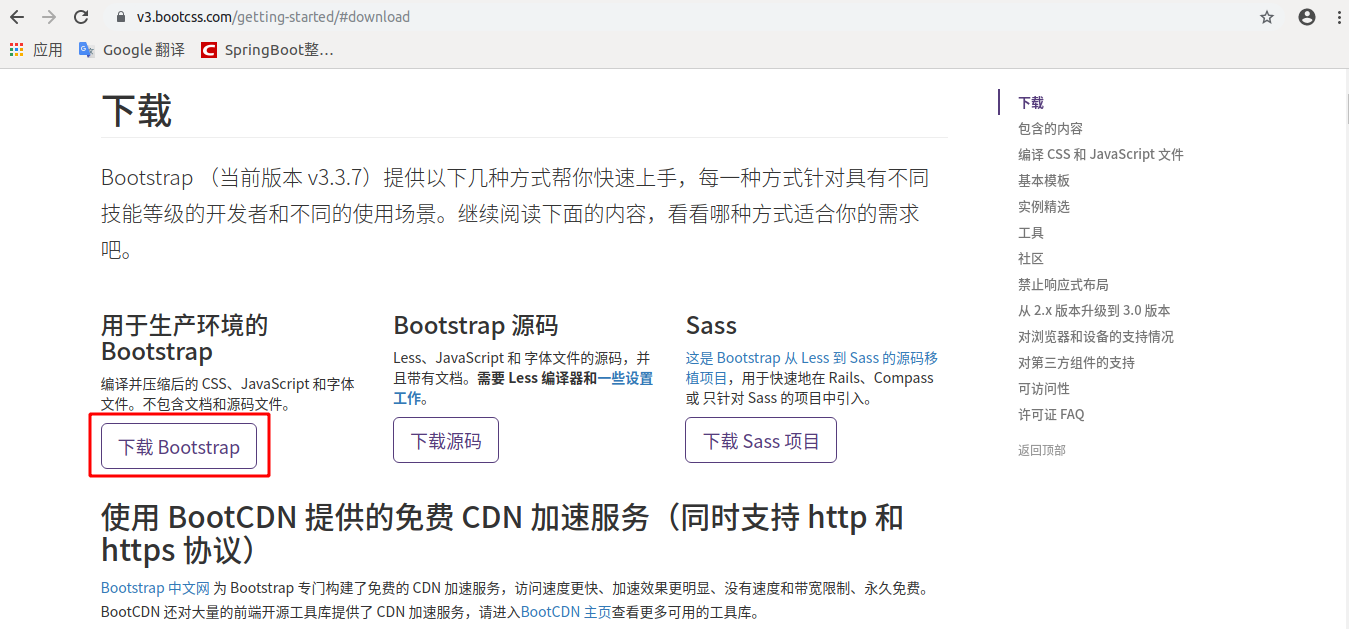 v3.bootcss.com/getting-started/#download
应用 Google 翻译 SpringBoot整…
下载
Bootstrap （当前版本 v3.3.7）提供以下几种方式帮你快速上手，每一种方式针对具有不同
技能等级的开发者和不同的使用场景。继续阅读下面的内容，看看哪种方式适合你的需求
吧。
用于生产环境的
Bootstrap
编译并压缩后的 CSS、JavaScript 和字体
文件。不包含文档和源码文件。
下载 Bootstrap
Bootstrap 源码
Less、JavaScript 和 字体文件的源码，并
且带有文档。需要 Less 编译器和一些设置
工作。
下载源码
Sass
这是 Bootstrap 从 Less 到 Sass 的源码移
植项目，用于快速地在 Rails、Compass
或 只针对 Sass 的项目中引入。
下载 Sass 项目
使用 BootCDN 提供的免费 CDN 加速服务（同时支持 http 和
https 协议）
Bootstrap 中文网 为 Bootstrap 专门构建了免费的 CDN 加速服务，访问速度更快、加速效果更明显、没有速度和带宽限制、永久免费。
BootCDN 还对大量的前端开源工具库提供了 CDN 加速服务，请进入BootCDN 主页查看更多可用的工具库。
下载
包含的内容
编译 CSS 和 JavaScript 文件
基本模板
实例精选
工具
社区
禁止响应式布局
从 2.x 版本升级到 3.0 版本
对浏览器和设备的支持情况
对第三方组件的支持
可访问性
许可证 FAQ
返回顶部